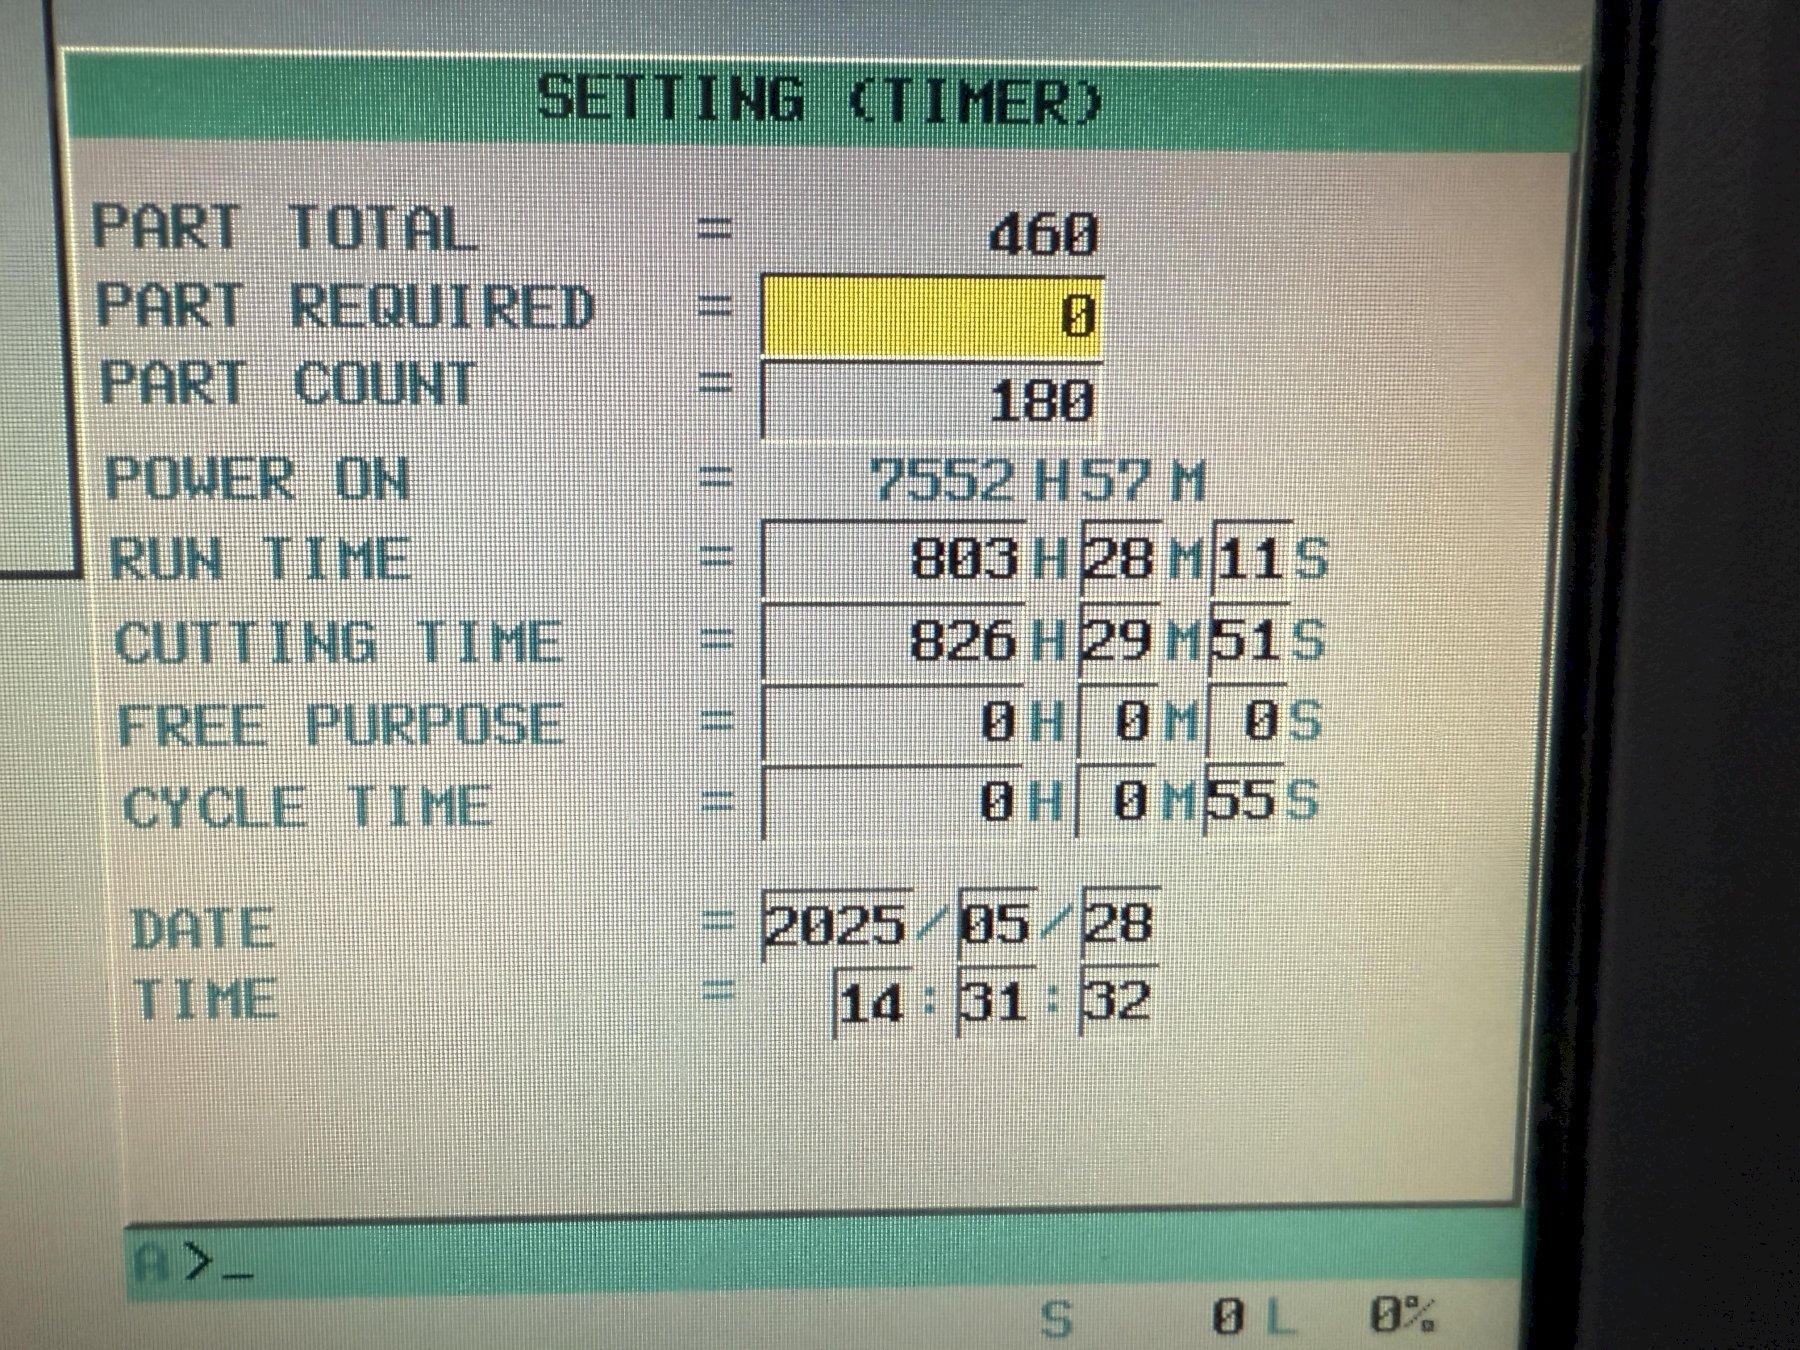 SETTING (TIMER)
PART TOTAL = 460
PART REQUIRED = 0
PART COUNT = 180
POWER ON = 7552 H 57 M
RUN TIME = 803 H 28 M 11 S
CUTTING TIME = 826 H 29 M 51 S
FREE PURPOSE = 0 H 0 M 0 S
CYCLE TIME = 0 H 0 M 55 S
DATE = 2025/05/28
TIME = 14:31:32
A >_
S 0 L 0%